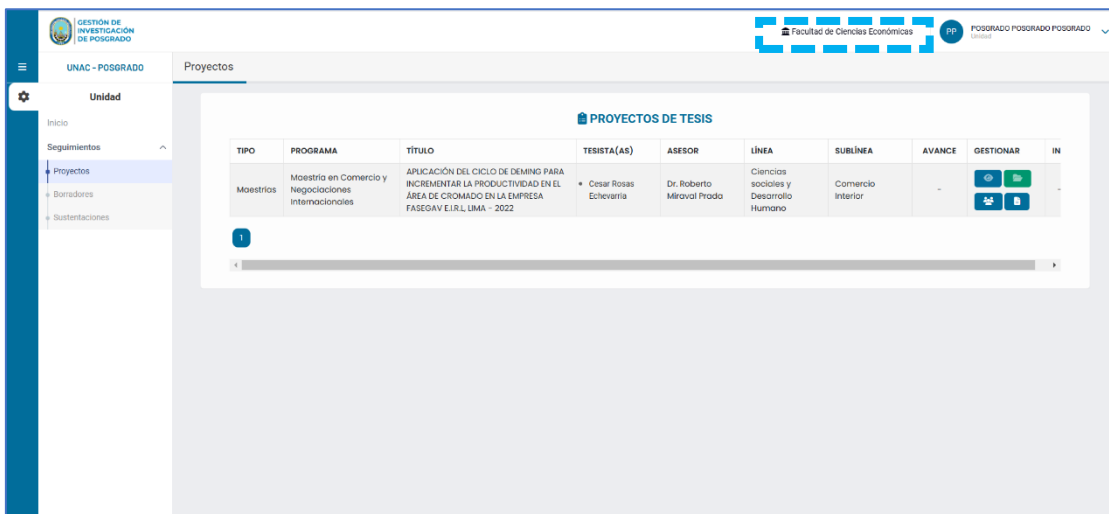 GESTIÓN DE
INVESTIGACIÓN
DE POSGRADO
Facultad de Ciencias Económicas
PP
POSGRADO POSGRADO POSGRADO
Unidad
UNAC - POSGRADO
Proyectos
Unidad
Inicio
Seguimientos
Proyectos
Borradores
Sustentaciones
PROYECTOS DE TESIS
TIPO PROGRAMA TÍTULO TESISTA(AS) ASESOR LÍNEA SUBLÍNEA AVANCE GESTIONAR IN
Maestrías
Maestría en Comercio y
Negociaciones
Internacionales
APLICACIÓN DEL CICLO DE DEMING PARA
INCREMENTAR LA PRODUCTIVIDAD EN EL
ÁREA DE CROMADO EN LA EMPRESA
FASEGAV E.I.R.L, LIMA - 2022
Cesar Rosas
Echevarria
Dr. Roberto
Miraval Prada
Ciencias
sociales y
Desarrollo
Humano
Comercio
Interior
-
-
1